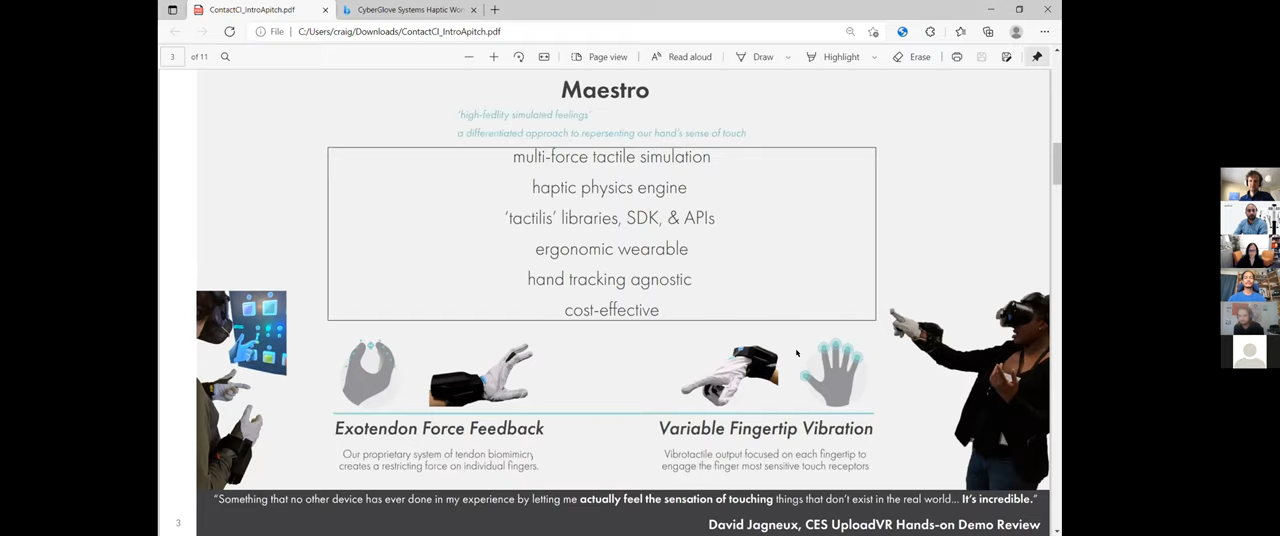 ContactCI_IntroApitch.pdf
CyberGlove Systems Haptic Wor
File
C:/Users/craig/Downloads/ContactCI_IntroApitch.pdf
3 of 11
Page view
Read aloud
Draw
Highlight
Erase
Maestro
'high-fedlity simulated feelings'
a differentiated approach to repersenting our hand's sense of touch
multi-force tactile simulation
haptic physics engine
'tactilis' libraries, SDK, & APIs
ergonomic wearable
hand tracking agnostic
cost-effective
Exotendon Force Feedback
Our proprietary system of tendon biomimicry
creates a restricting force on individual fingers.
Variable Fingertip Vibration
Vibrotactile output focused on each fingertip to
engage the finger most sensitive touch receptors
"Something that no other device has ever done in my experience by letting me actually feel the sensation of touching things that don't exist in the real world... It's incredible."
David Jagneux, CES UploadVR Hands-on Demo Review
3